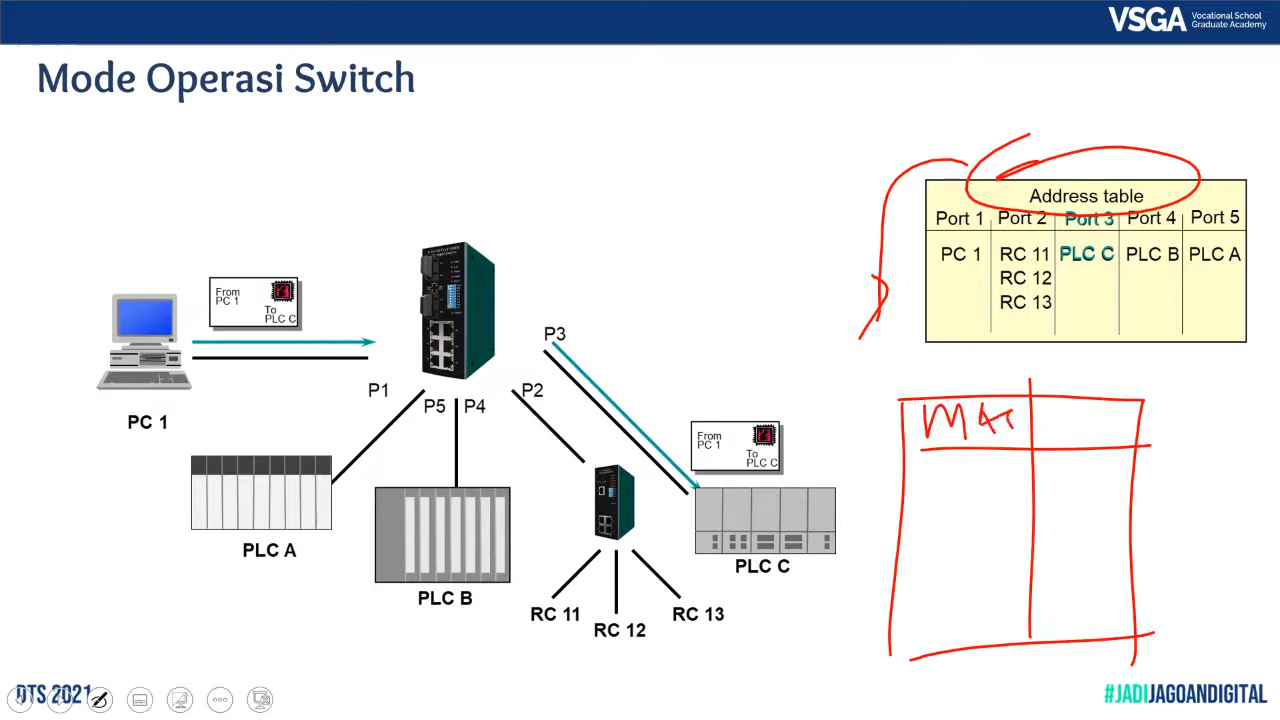 VSGA Vocational School
Graduate Academy
Mode Operasi Switch
Address table
Port 1 Port 2 Port 3 Port 4 Port 5
PC 1 RC 11 PLC C PLC B PLC A
RC 12
RC 13
From
PC 1
To
PLC C
P3
P1
P5 P4
P2
PC 1
MAC
From
PC 1
To
PLC C
PLC A
PLC B
PLC C
RC 11
RC 12
RC 13
DTS 2021
#JADIJAGOANDIGITAL